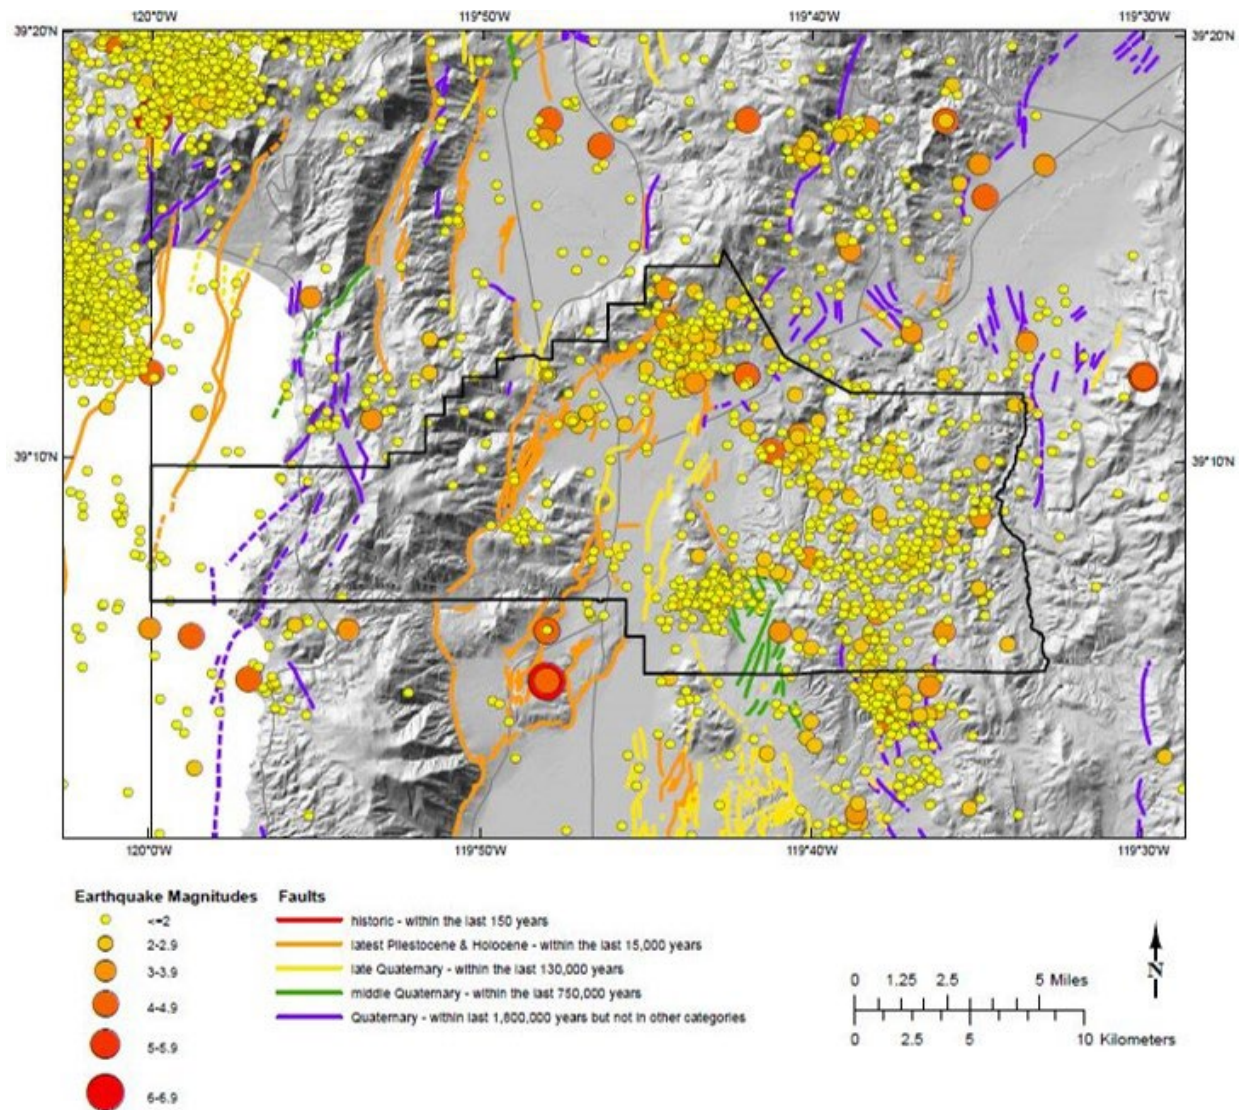 120°0'W 119°50'W 119°40'W 119°30'W
39°20'N 39°20'N
39°10'N 39°10'N
120°0'W 119°50'W 119°40'W 119°30'W
Earthquake Magnitudes
<=2
2-2.9
3-3.9
4-4.9
5-5.9
6-6.9
Faults
historic - within the last 150 years
latest Pliestocene & Holocene - within the last 15,000 years
late Quaternary - within the last 130,000 years
middle Quaternary - within the last 750,000 years
Quaternary - within last 1,800,000 years but not in other categories
N
0 1.25 2.5 5 Miles
0 2.5 5 10 Kilometers